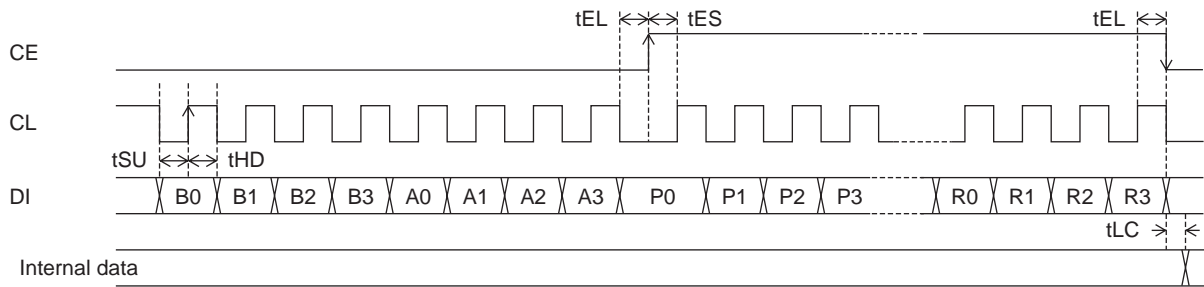 tEL tES tEL
CE
CL
tSU tHD
DI B0 B1 B2 B3 A0 A1 A2 A3 P0 P1 P2 P3 R0 R1 R2 R3
tLC
Internal data